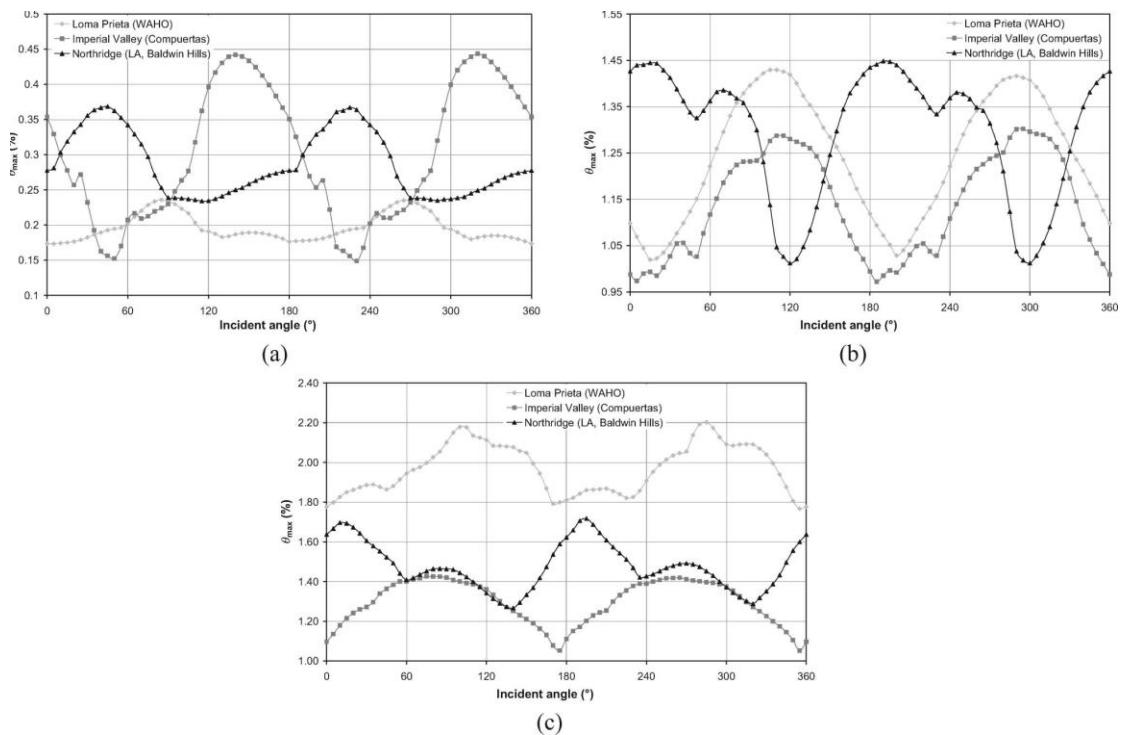 0.5
0.45
0.4
0.35
0.3
0.25
0.2
0.15
0.1
θmax (%)
Loma Prieta (WAHO)
Imperial Valley (Compuertas)
Northridge (LA, Baldwin Hills)
0 60 120 180 240 300 360
Incident angle (°)
(a)
1.55
1.45
1.35
1.25
1.15
1.05
0.95
θmax (%)
Loma Prieta (WAHO)
Imperial Valley (Compuertas)
Northridge (LA, Baldwin Hills)
0 60 120 180 240 300 360
Incident angle (°)
(b)
2.40
2.20
2.00
1.80
1.60
1.40
1.20
1.00
θmax (%)
Loma Prieta (WAHO)
Imperial Valley (Compuertas)
Northridge (LA, Baldwin Hills)
0 60 120 180 240 300 360
Incident angle (°)
(c)